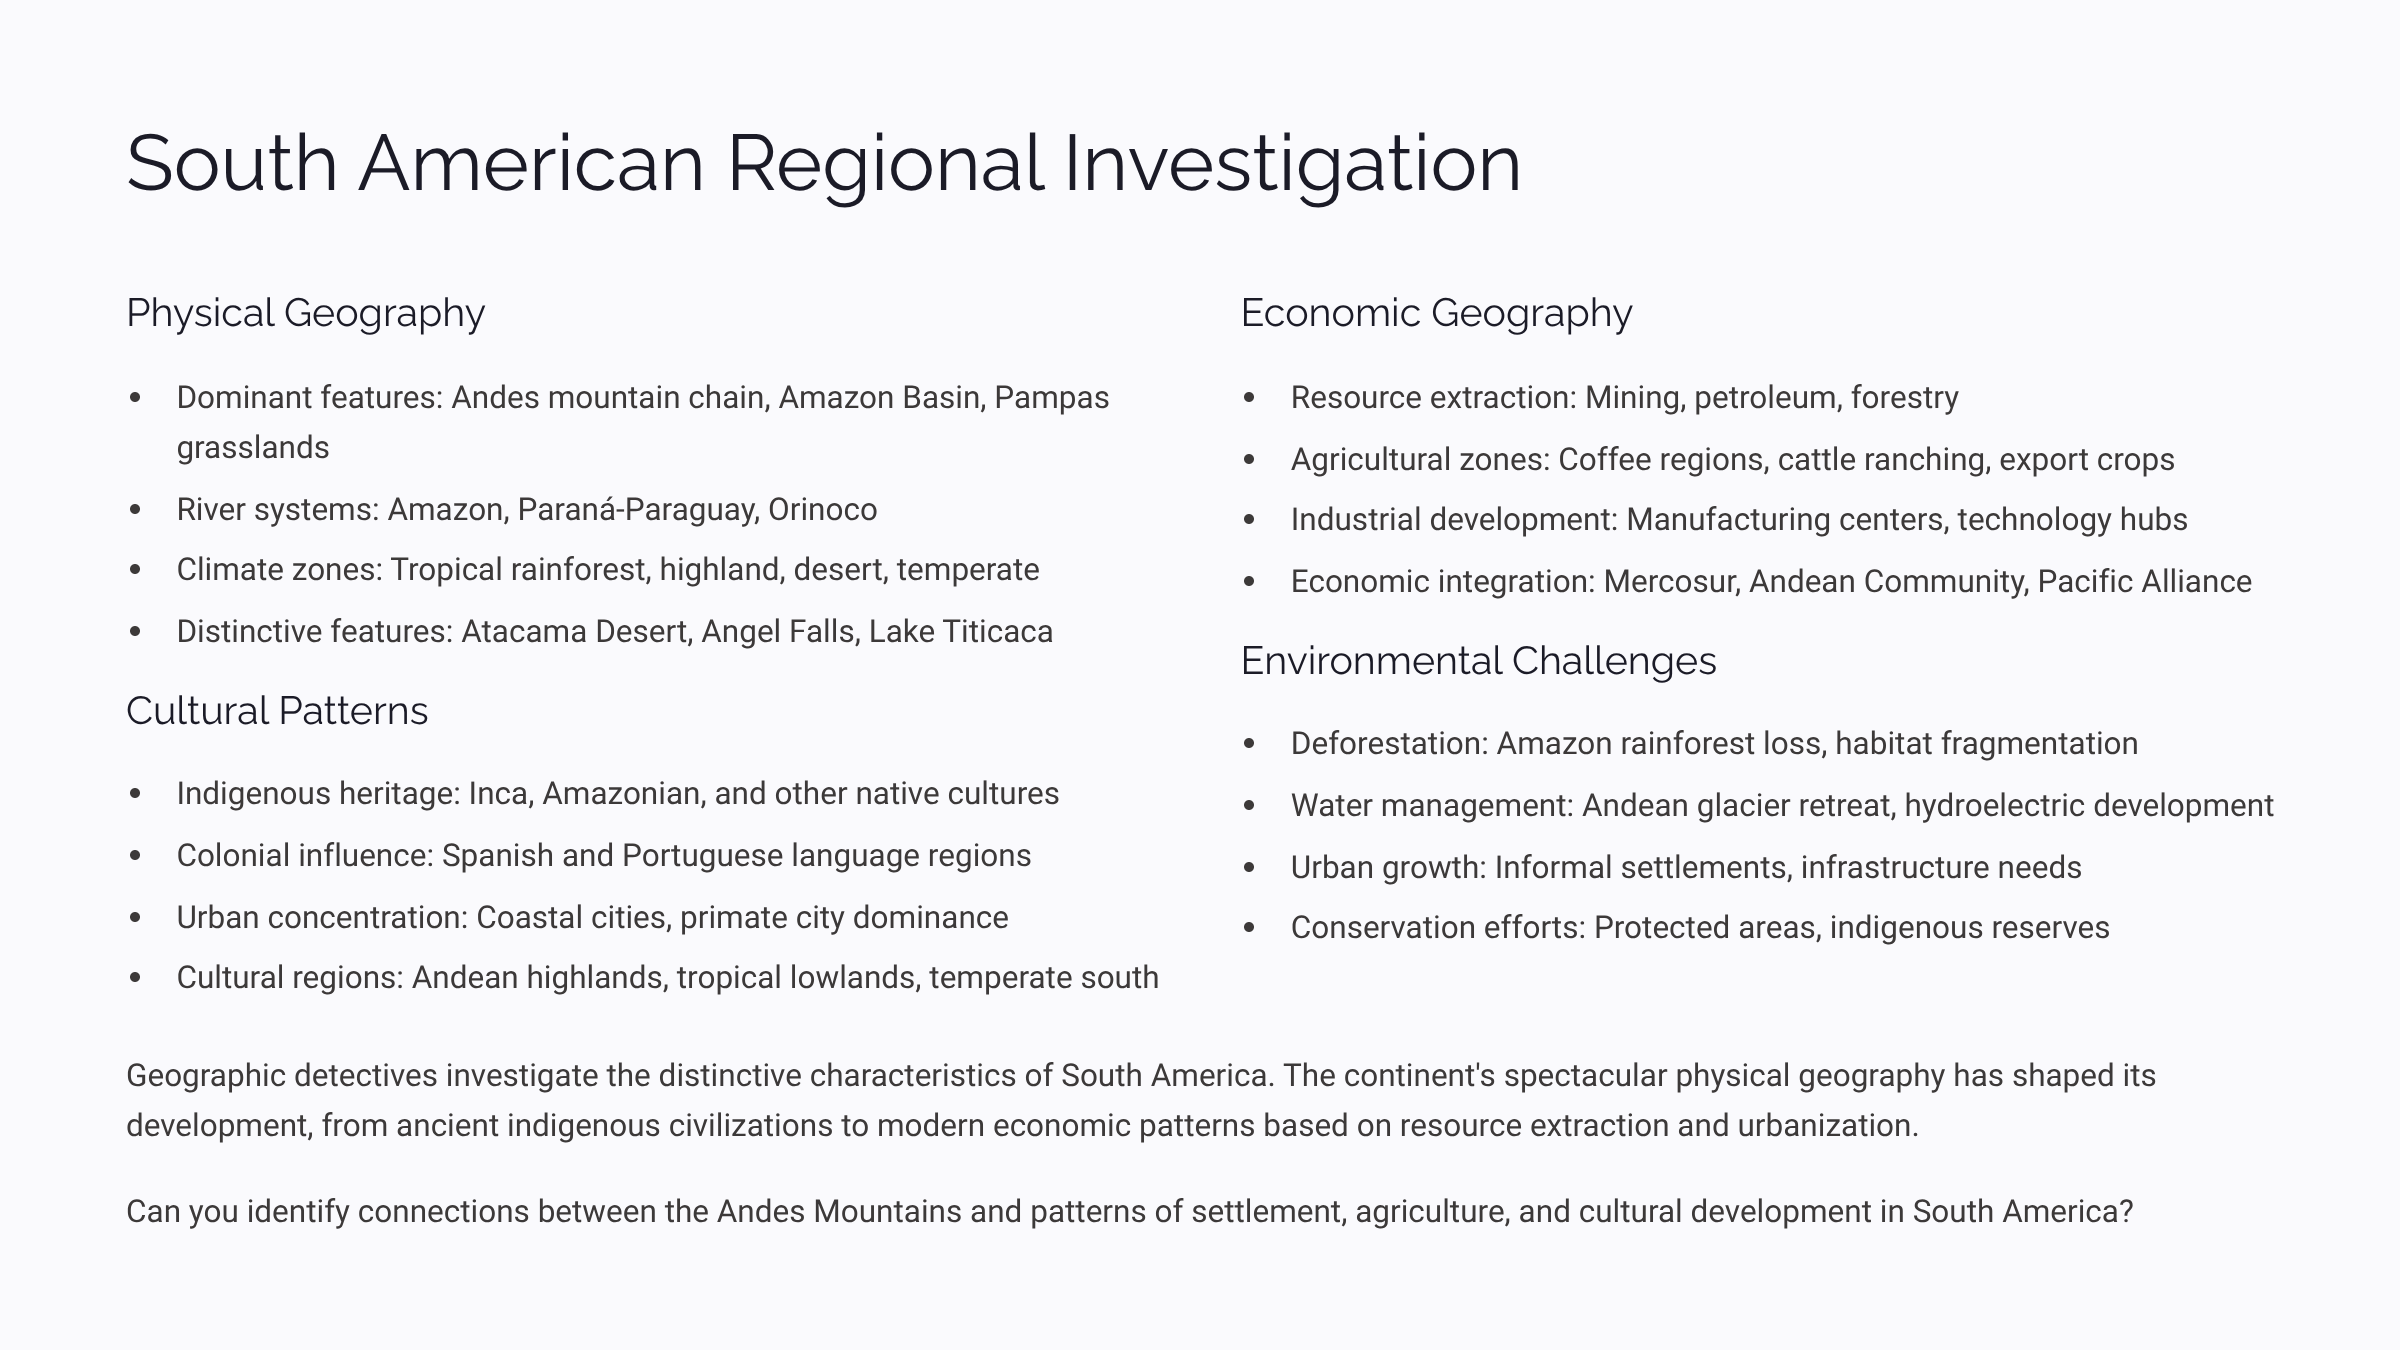 South American Regional Investigation
Physical Geography
• Dominant features: Andes mountain chain, Amazon Basin, Pampas
grasslands
• River systems: Amazon, Paraná-Paraguay, Orinoco
• Climate zones: Tropical rainforest, highland, desert, temperate
• Distinctive features: Atacama Desert, Angel Falls, Lake Titicaca
Cultural Patterns
• Indigenous heritage: Inca, Amazonian, and other native cultures
• Colonial influence: Spanish and Portuguese language regions
• Urban concentration: Coastal cities, primate city dominance
• Cultural regions: Andean highlands, tropical lowlands, temperate south
Economic Geography
• Resource extraction: Mining, petroleum, forestry
• Agricultural zones: Coffee regions, cattle ranching, export crops
• Industrial development: Manufacturing centers, technology hubs
• Economic integration: Mercosur, Andean Community, Pacific Alliance
Environmental Challenges
• Deforestation: Amazon rainforest loss, habitat fragmentation
• Water management: Andean glacier retreat, hydroelectric development
• Urban growth: Informal settlements, infrastructure needs
• Conservation efforts: Protected areas, indigenous reserves
Geographic detectives investigate the distinctive characteristics of South America. The continent's spectacular physical geography has shaped its
development, from ancient indigenous civilizations to modern economic patterns based on resource extraction and urbanization.
Can you identify connections between the Andes Mountains and patterns of settlement, agriculture, and cultural development in South America?